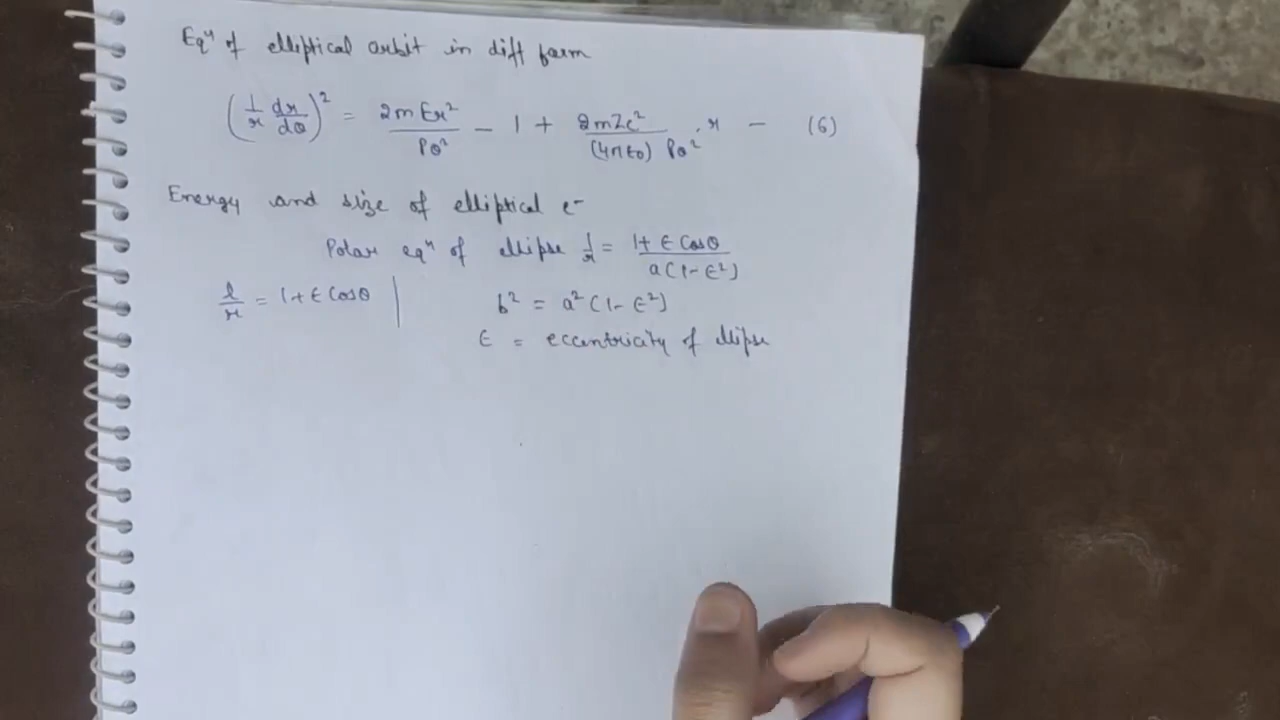 Eqⁿ of elliptical orbit in diff form
(1/r dr/dθ)² = 2mEr²/Pθ² - 1 + 2mZe²/(4πε₀) Pθ² . r - (6)
Energy and size of elliptical e⁻
Polar eqⁿ of ellipse 1/r = 1+ ϵ Cosθ / a(1-ϵ²)
l/r = 1+ ϵ Cosθ | b² = a² (1-ϵ²)
ϵ = eccentricity of ellipse